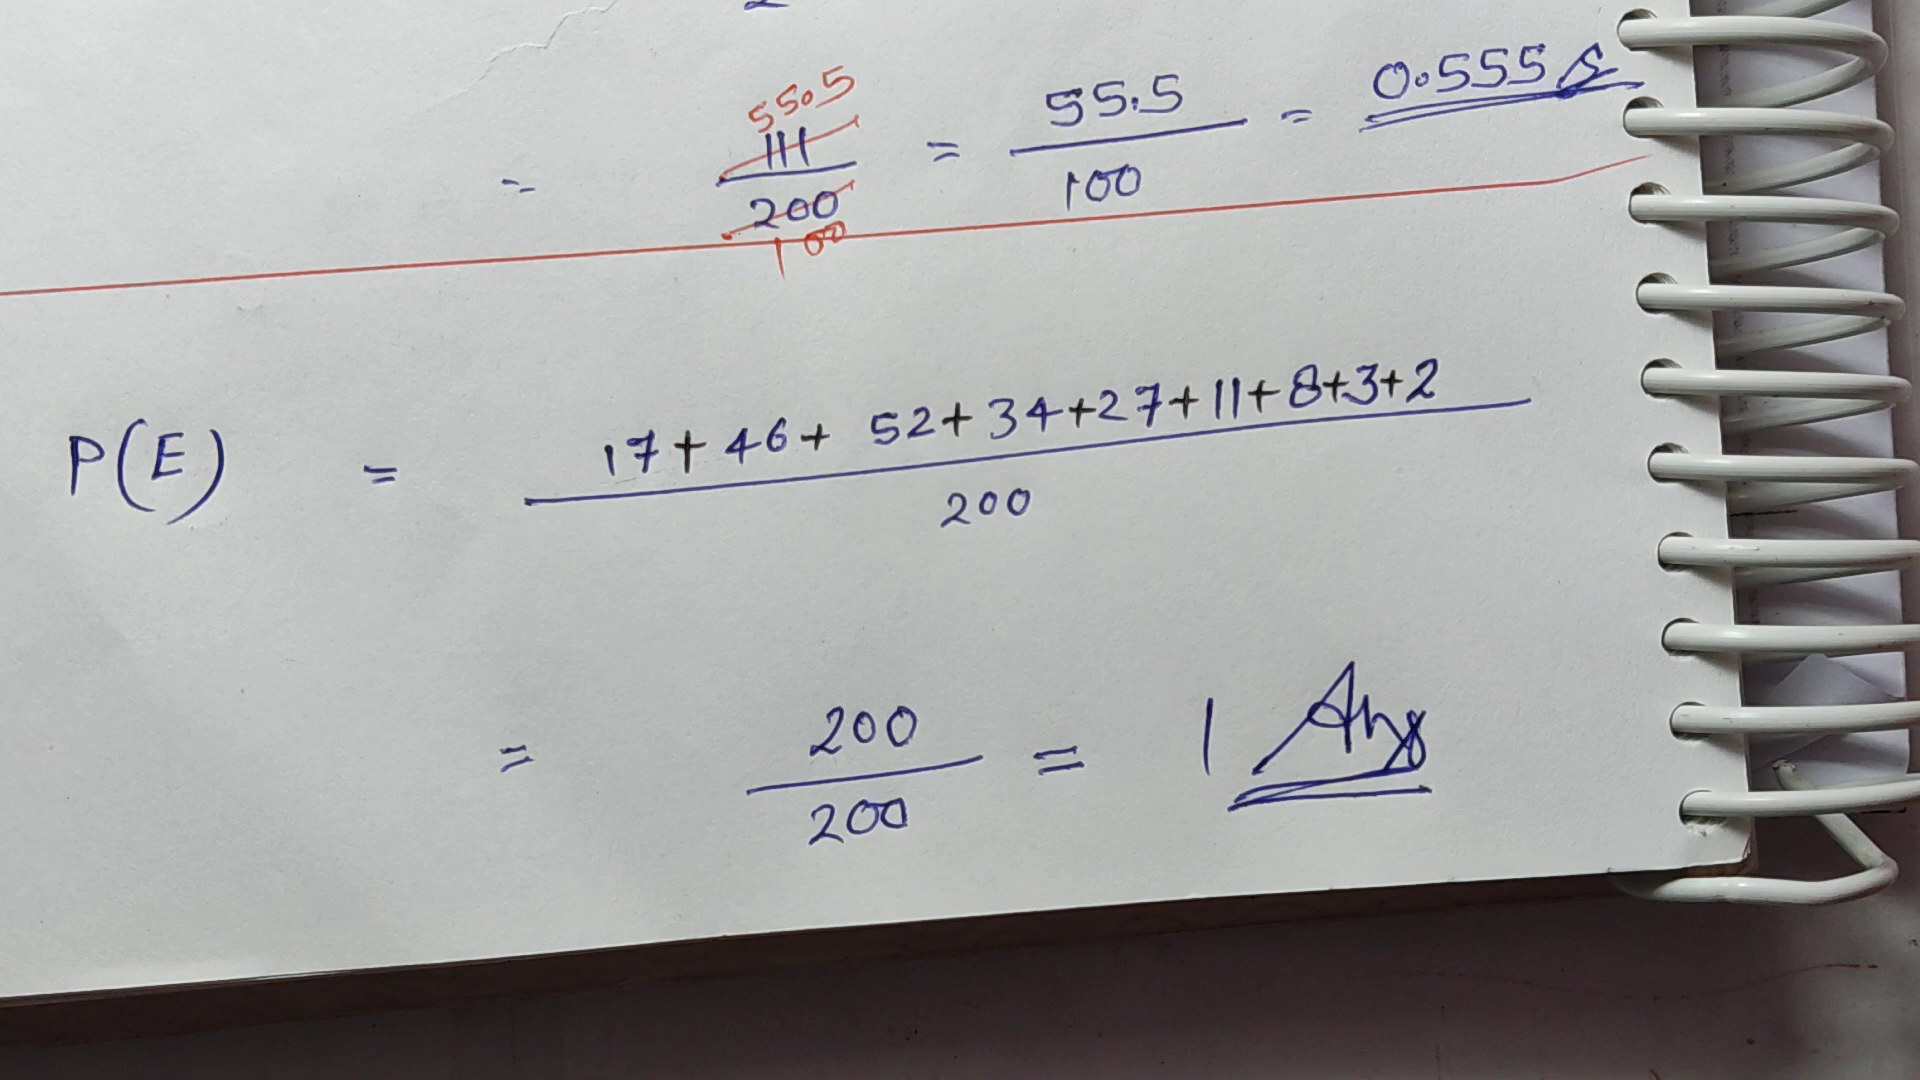 55.5
= 111/200 = 55.5/100 = 0.555
100
P(E) = 17+46+52+34+27+11+8+3+2
200
= 200/200 = 1 Ans